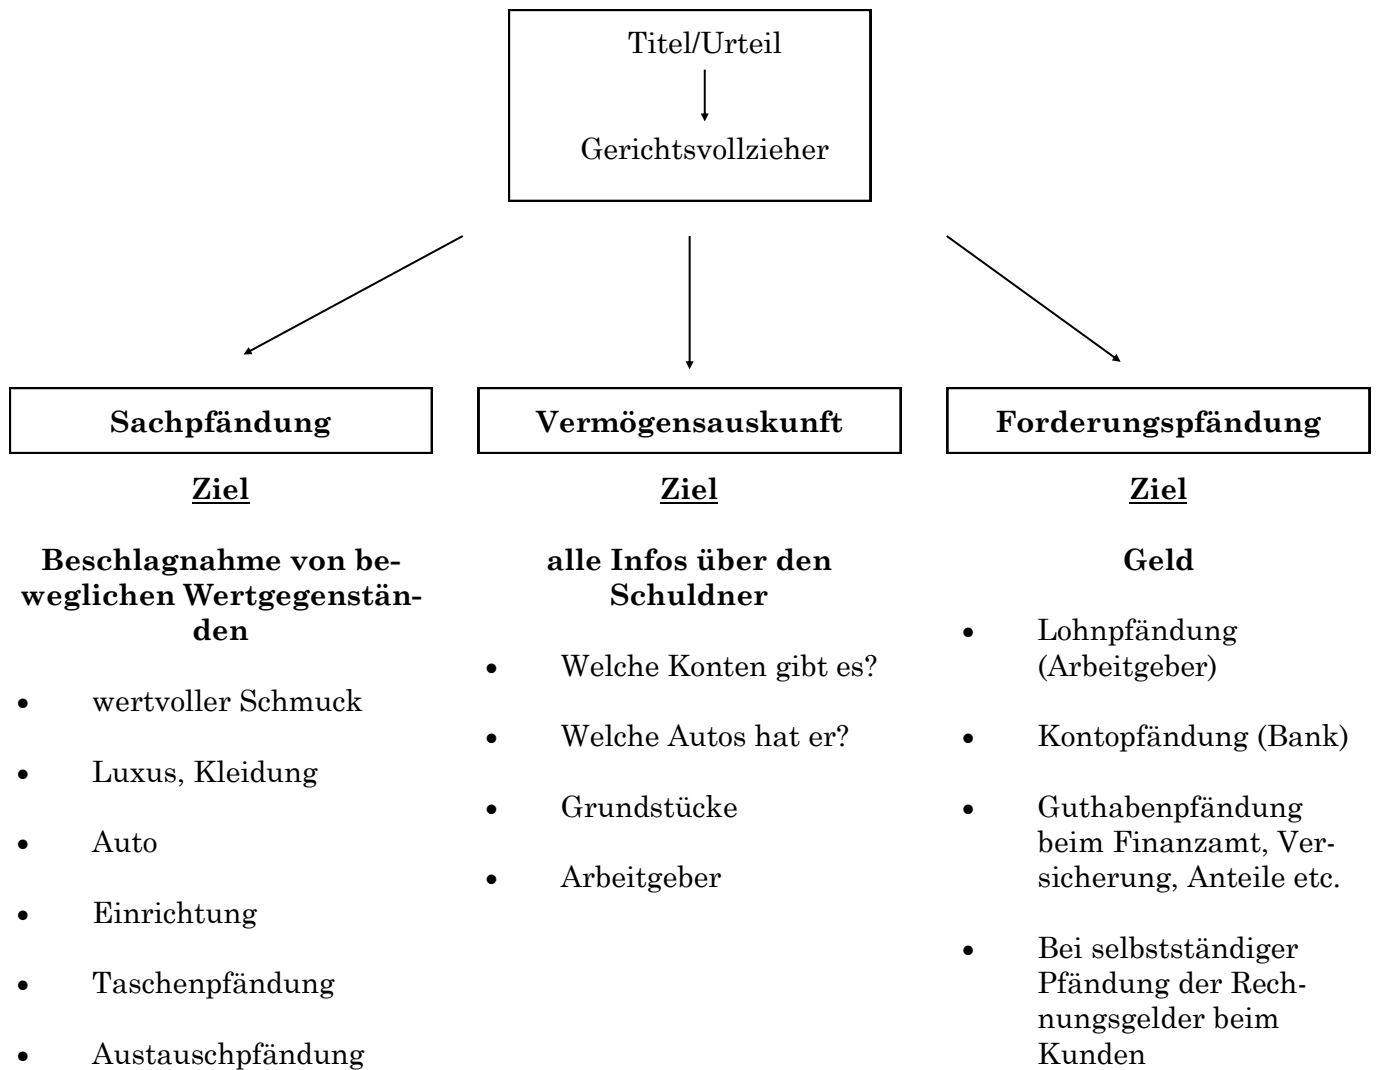 Titel/Urteil
Gerichtsvollzieher
Sachpfändung
Ziel
Beschlagnahme von be-
weglichen Wertgegenstän-
den
• wertvoller Schmuck
• Luxus, Kleidung
• Auto
• Einrichtung
• Taschenpfändung
• Austauschpfändung
Vermögensauskunft
Ziel
alle Infos über den
Schuldner
• Welche Konten gibt es?
• Welche Autos hat er?
• Grundstücke
• Arbeitgeber
Forderungspfändung
Ziel
Geld
• Lohnpfändung
(Arbeitgeber)
• Kontopfändung (Bank)
• Guthabenpfändung
beim Finanzamt, Ver-
sicherung, Anteile etc.
• Bei selbstständiger
Pfändung der Rech-
nungsgelder beim
Kunden